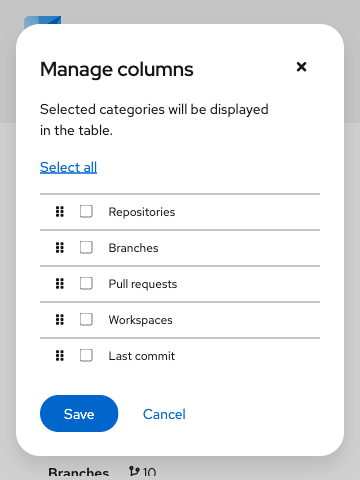 Manage columns
Selected categories will be displayed
in the table.
Select all
Repositories
Branches
Pull requests
Workspaces
Last commit
Save
Cancel
Branches 10